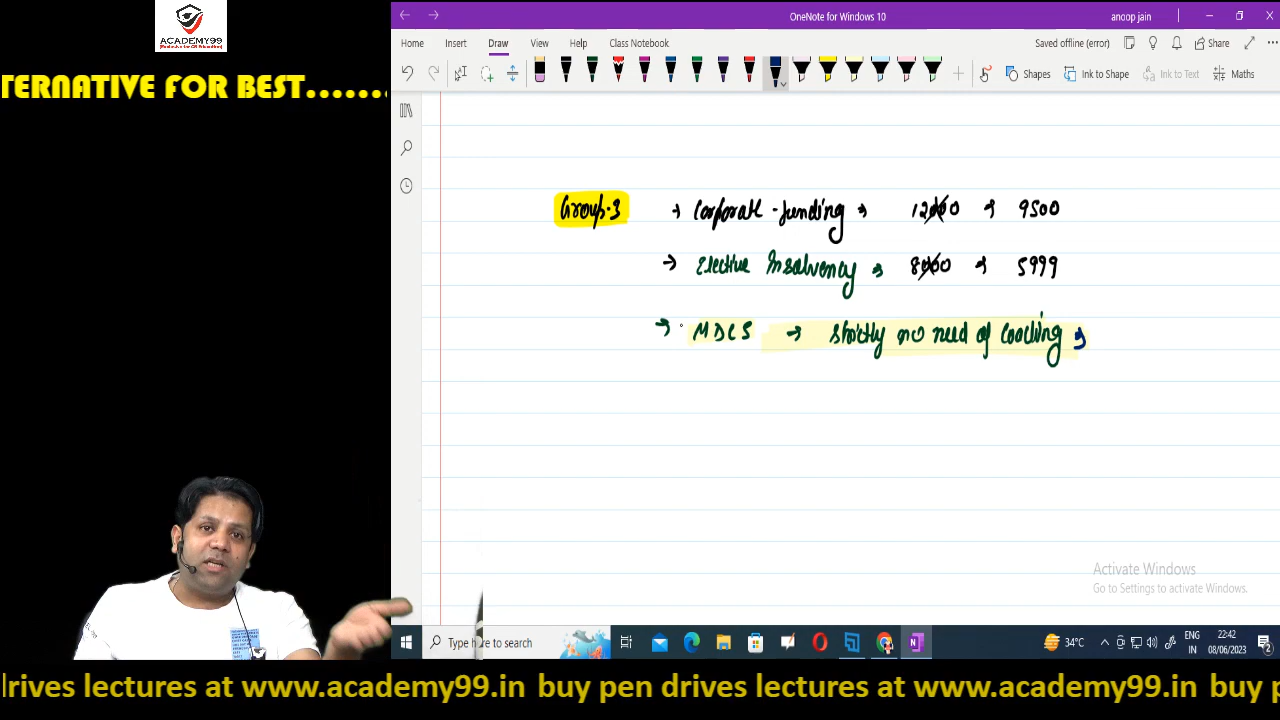 ACADEMY99
TERNATIVE FOR BEST.......
OneNote for Windows 10
anoop jain
Home Insert Draw View Help Class Notebook
Saved offline (error)
Share
Shapes Ink to Shape Ink to Text Maths
Group-3 → Corporate funding → 12000 → 9500
→ Elective Insolvency → 8000 → 5999
→ MDCS → Strictly no need of coaching →
Activate Windows
Go to Settings to activate Windows.
Type here to search
34°C
ENG
IN
22:42
08/06/2023
2
drives lectures at www.academy99.in buy pen drives lectures at www.academy99.in buy p